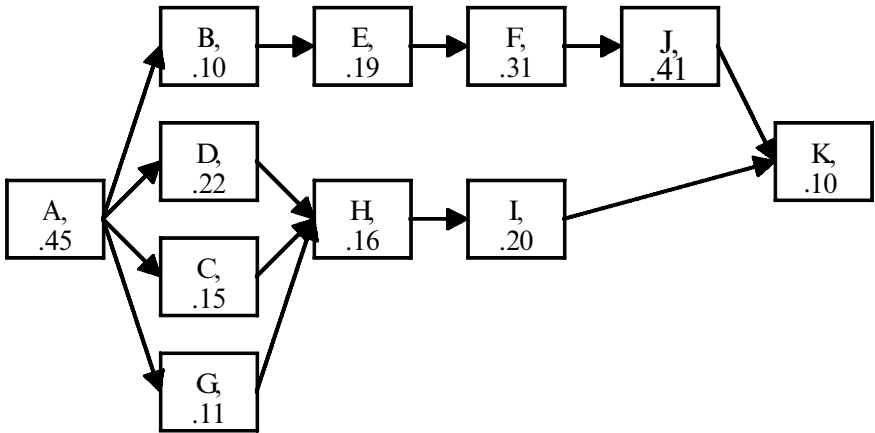 B,
.10
E,
.19
F,
.31
J,
.41
D,
.22
K,
.10
A,
.45
H,
.16
I,
.20
C,
.15
G,
.11